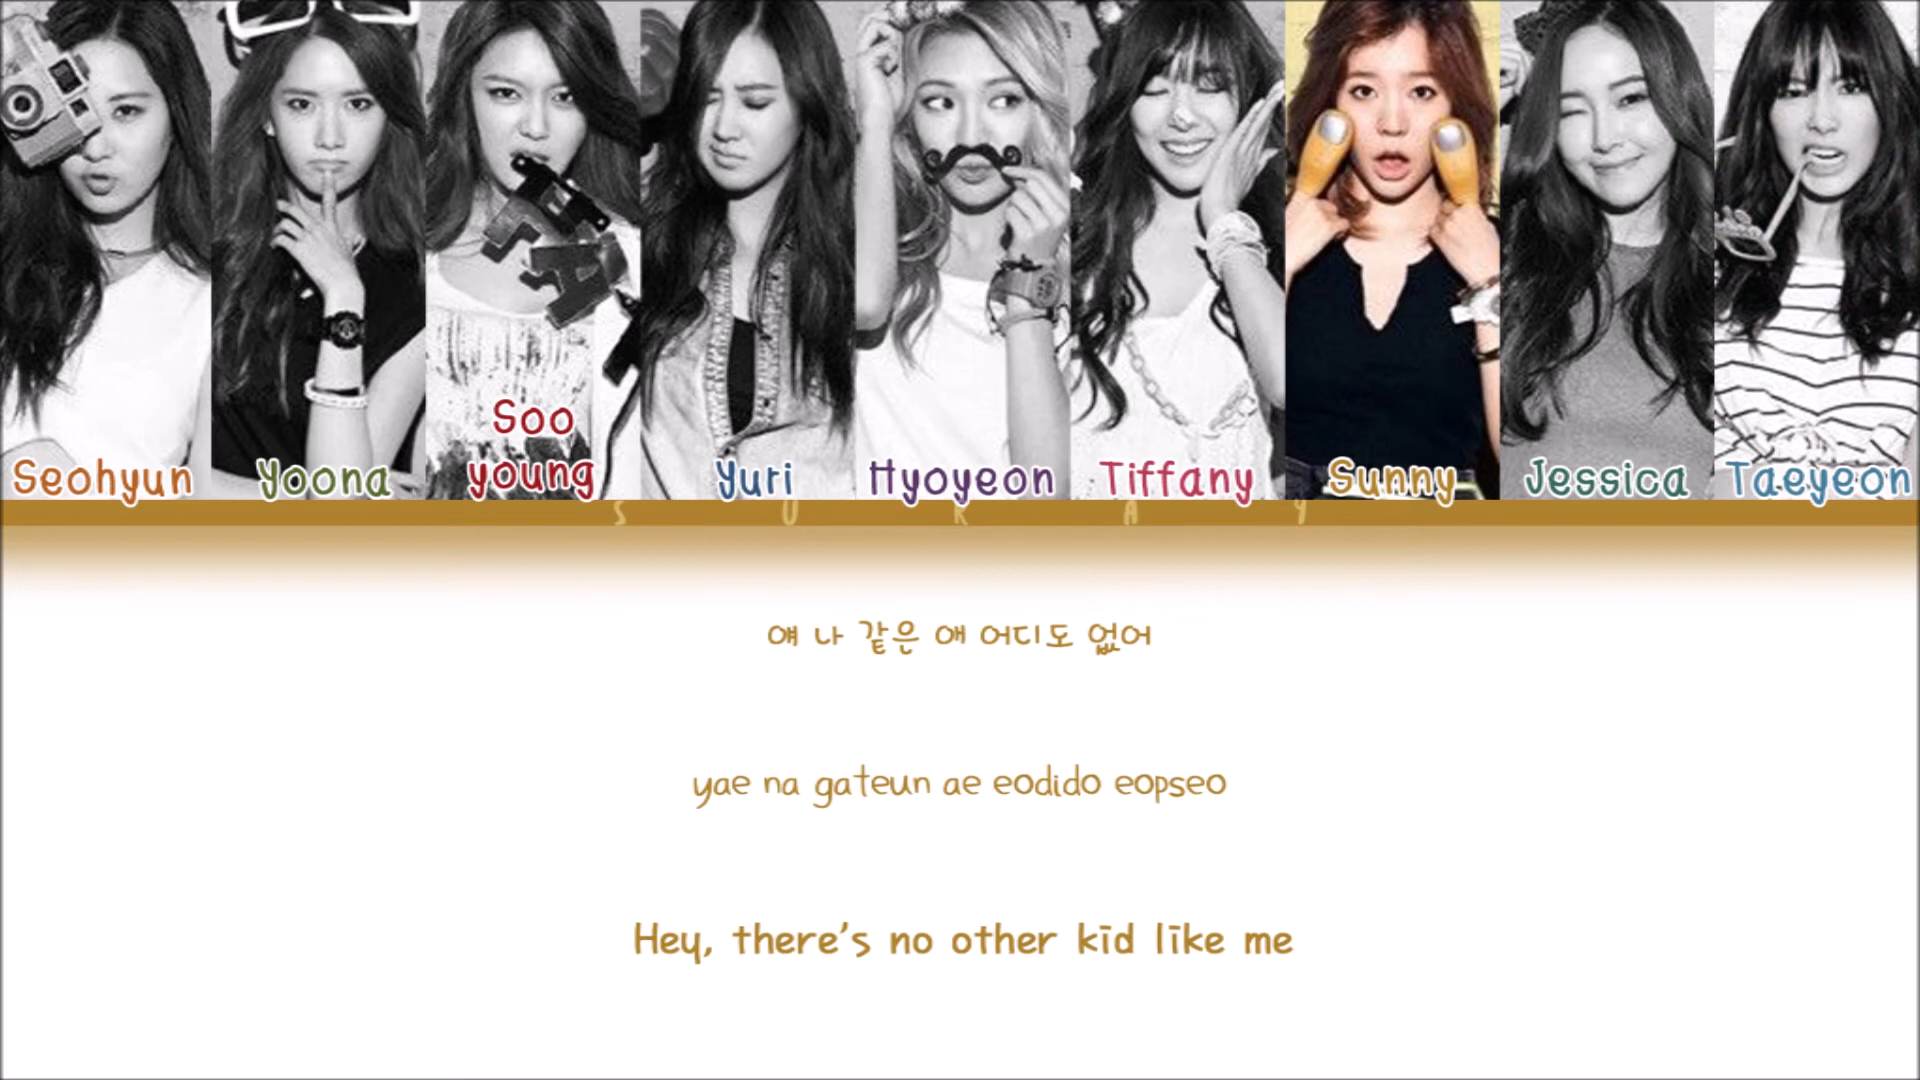 Seohyun
Yoona
Soo
young
Yuri
Hyoyeon
Tiffany
Sunny
Jessica
Taeyeon
S U R A Y
얘 나 같은 애 어디도 없어
yae na gateun ae eodido eopseo
Hey, there's no other kid like me